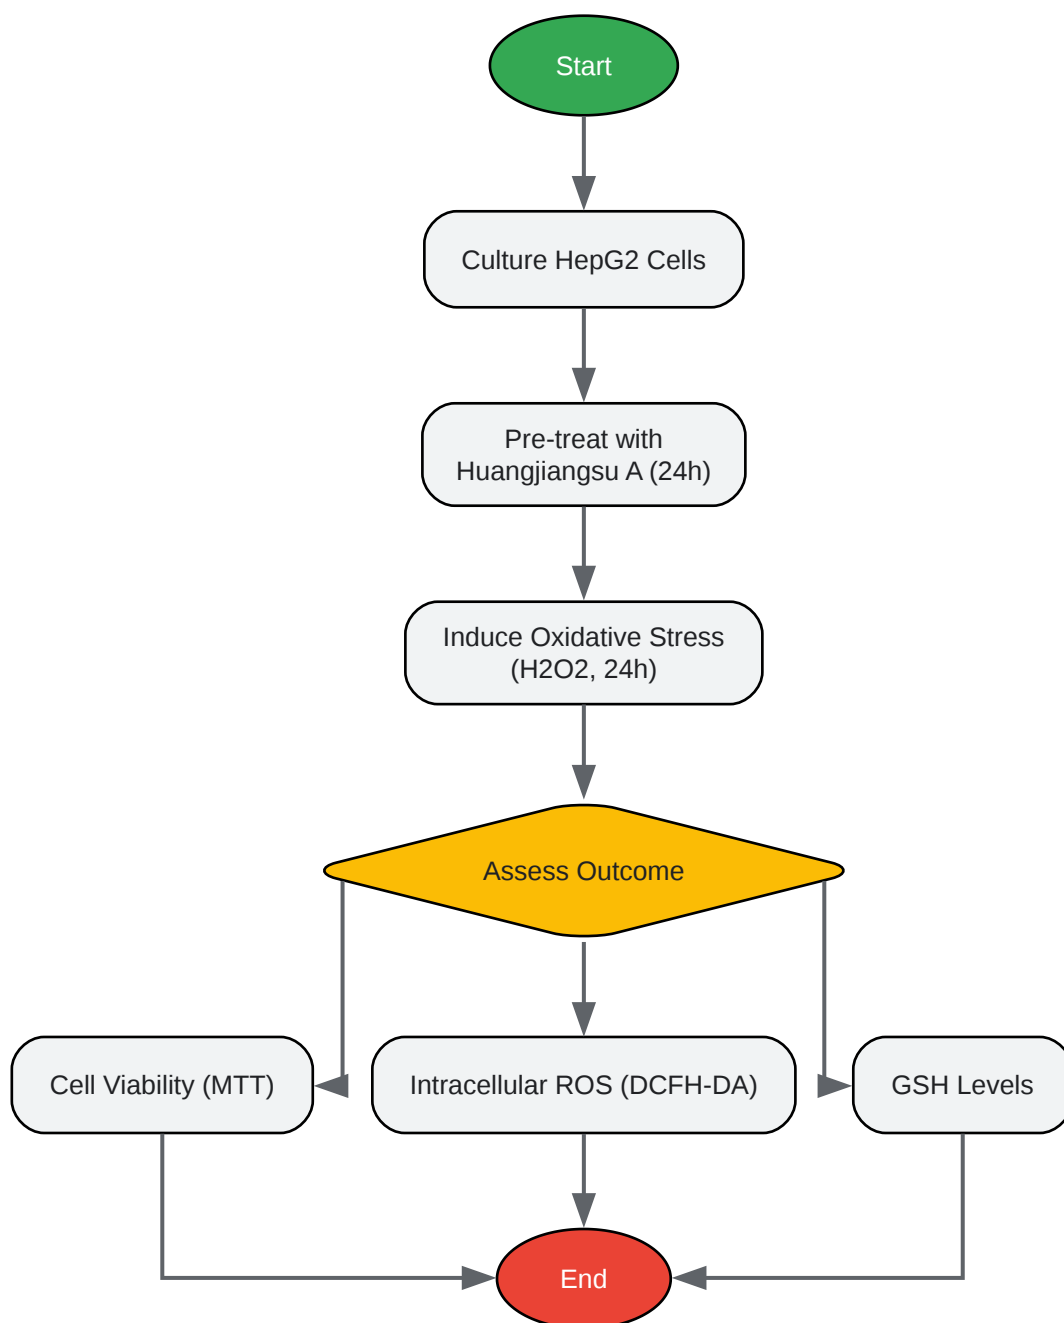 Start
Culture HepG2 Cells
Pre-treat with
Huangjiangsu A (24h)
Induce Oxidative Stress
(H2O2, 24h)
Assess Outcome
Cell Viability (MTT)
Intracellular ROS (DCFH-DA)
GSH Levels
End